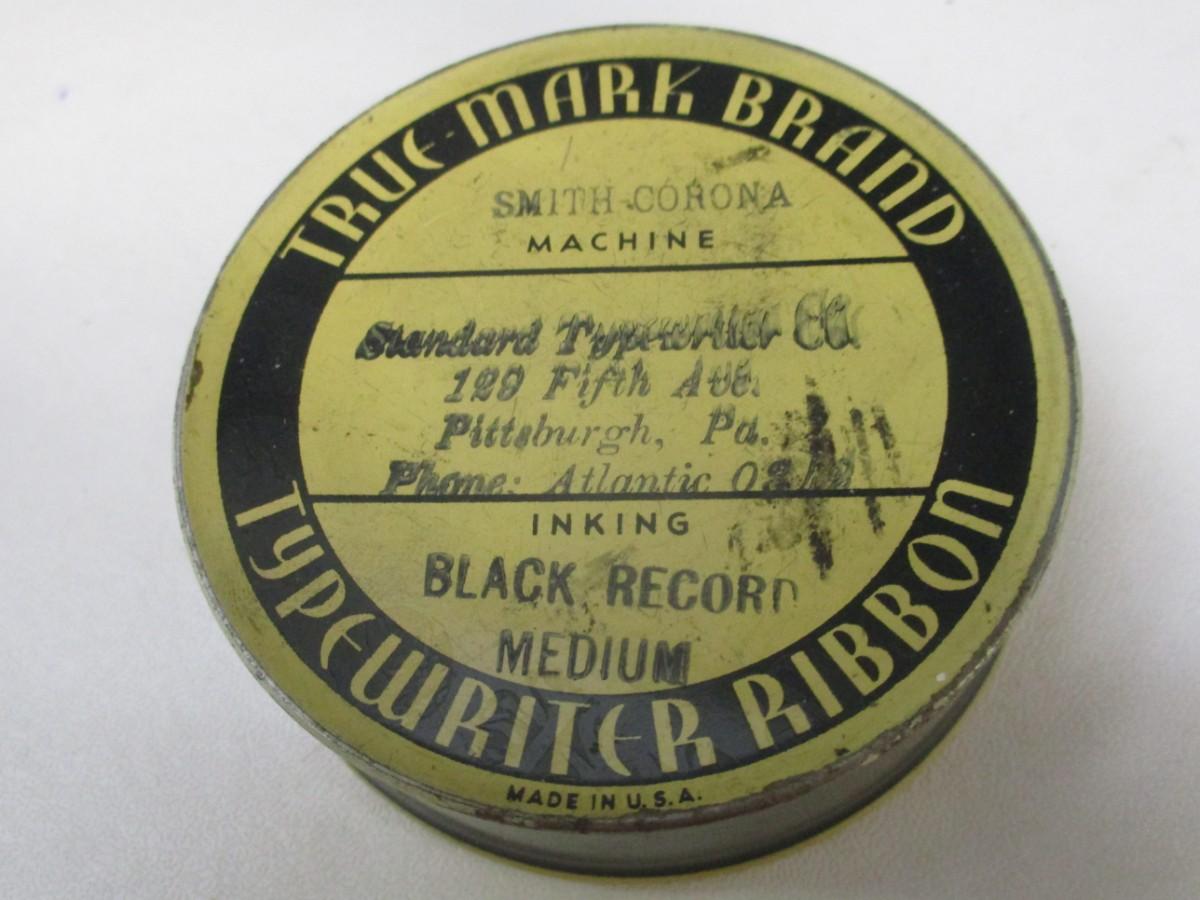 TRUE-MARK BRAND
SMITH-CORONA
MACHINE
Standard Typewriter Co.
129 Fifth Ave.
Pittsburgh, Pa.
Phone: Atlantic
INKING
BLACK RECORD
MEDIUM
TYPEWRITER RIBBON
MADE IN U.S.A.